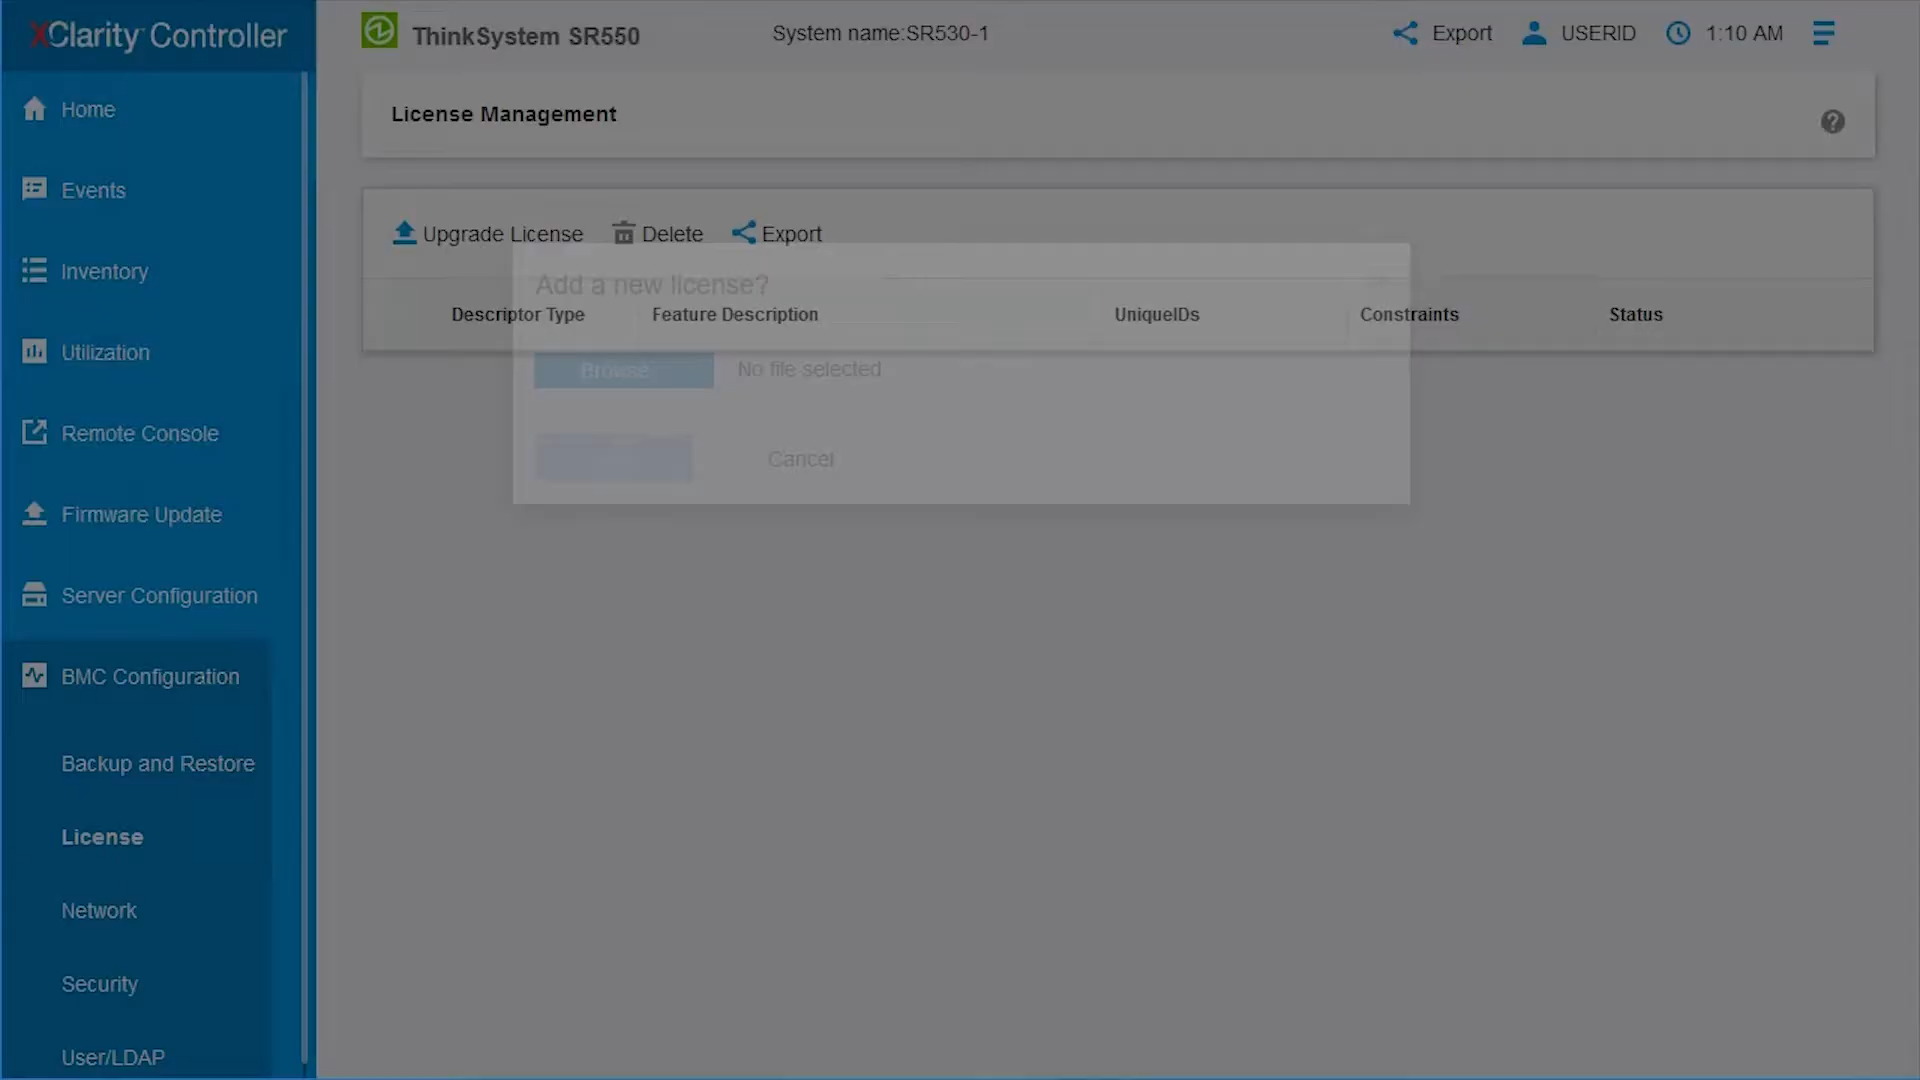 XClarity Controller
ThinkSystem SR550
System name:SR530-1
Export
USERID
1:10 AM
Home
Events
Inventory
Utilization
Remote Console
Firmware Update
Server Configuration
BMC Configuration
Backup and Restore
License
Network
Security
User/LDAP
License Management
Upgrade License
Delete
Export
Add a new license?
Descriptor Type
Feature Description
UniqueIDs
Constraints
Status
Browse
No file selected
Cancel